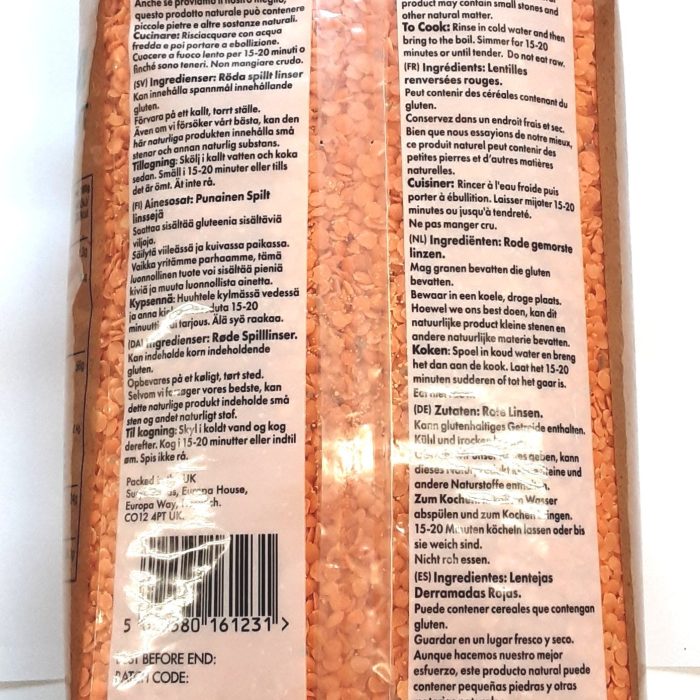 Anche se proviamo il nostro meglio,
questo prodotto naturale può contenere
piccole pietre e altre sostanze naturali.
Cucinare: Risciacquare con acqua
fredda e poi portare a ebollizione.
Cuocere a fuoco lento per 15-20 minuti o
finché sono teneri. Non mangiare crudo.
(SV) Ingredienser: Röda spillt linser
Kan innehålla spannmål innehållande
gluten.
Förvara på ett kallt, torrt ställe.
Även om vi försöker vårt bästa, kan den
här naturliga produkten innehålla små
stenar och annan naturlig substans.
Tillagning: Skölj i kallt vatten och koka
sedan. Småll i 15-20 minuter eller tills
det är ömt. Ät inte rå.
(FI) Ainesosat: Punainen Spilt
linssejä
Saattaa sisältää gluteenia sisältäviä
viljoja.
Säilytä viileässä ja kuivassa paikassa.
Vaikka yritämme parhaamme, tämä
luonnollinen tuote voi sisältää pieniä
kiviä ja muuta luonnollista ainetta.
Kypsennä: Huuhtele kylmässä vedessä
ja anna 15-20
tarjous. Älä syö raakaa.
(DA) Ingredienser: Røde Spilllinser.
Kan indeholde korn indeholdende
gluten.
Opbevares på et køligt, tørt sted.
Selvom vi forsøger vores bedste, kan
dette naturlige produkt indeholde små
sten og andet naturligt stof.
Til kogning: Skyl i koldt vand og kog
derefter. Kog i 15-20 minutter eller indtil
øm. Spis ikke rå.
Packed in the UK
Europa House,
Europa Way,
CO12 4PT UK.
161231 >
BEST BEFORE END:
BATCH CODE:
product may contain small stones and
other natural matter.
To Cook: Rinse in cold water and then
bring to the boil. Simmer for 15-20
minutes or until tender. Do not eat raw.
(FR) Ingrédients: Lentilles
renversées rouges.
Peut contenir des céréales contenant du
gluten.
Conservez dans un endroit frais et sec.
Bien que nous essayions de notre mieux,
ce produit naturel peut contenir des
petites pierres et d'autres matières
naturelles.
Cuisiner: Rincer à l'eau froide puis
porter à ébullition. Laisser mijoter 15-20
minutes ou jusqu'à tendreté.
Ne pas manger cru.
(NL) Ingrediënten: Rode gemorste
linzen.
Mag granen bevatten die gluten
bevatten.
Bewaar in een koele, droge plaats.
Hoewel we ons best doen, kan dit
natuurlijke product kleine stenen en
andere natuurlijke materie bevatten.
Koken: Spoel in koud water en breng
het dan aan de kook. Laat het 15-20
minuten sudderen of tot het gaar is.
Eet niet
(DE) Zutaten: Rote Linsen.
Kann glutenhaltiges Getreide enthalten.
Kühl und trocken
geben, kann
dieses Steine und
andere Naturstoffe enthalten.
Zum Kochen: Wasser
abspülen und zum Kochen bringen.
15-20 Minuten köcheln lassen oder bis
sie weich sind.
Nicht roh essen.
(ES) Ingredientes: Lentejas
Derramadas Rojas.
Puede contener cereales que contengan
gluten.
Guardar en un lugar fresco y seco.
Aunque hacemos nuestro mejor
esfuerzo, este producto natural puede
contener pequeñas piedras y otras